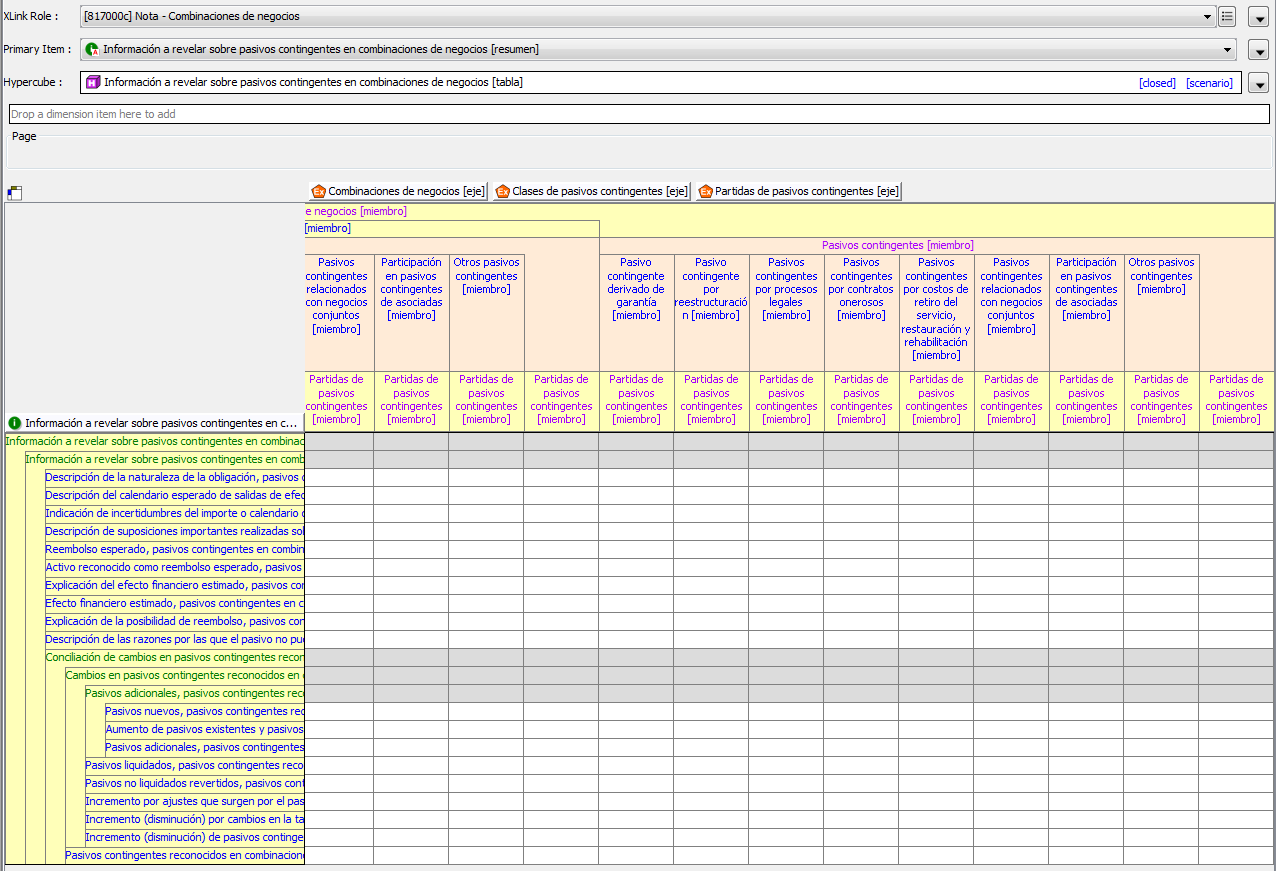 XLink Role : [817000c] Nota - Combinaciones de negocios
Primary Item : Información a revelar sobre pasivos contingentes en combinaciones de negocios [resumen]
Hypercube : H Información a revelar sobre pasivos contingentes en combinaciones de negocios [tabla] [closed] [scenario]
Drop a dimension item here to add
Page
Ex Combinaciones de negocios [eje] Ex Clases de pasivos contingentes [eje] Ex Partidas de pasivos contingentes [eje]
e negocios [miembro]
[miembro]
Pasivos contingentes [miembro]
Pasivos
contingentes
relacionados
con negocios
conjuntos
[miembro]
Participación
en pasivos
contingentes
de asociadas
[miembro]
Otros pasivos
contingentes
[miembro]
Pasivo
contingente
derivado de
garantía
[miembro]
Pasivo
contingente
por
reestructuració
n [miembro]
Pasivos
contingentes
por procesos
legales
[miembro]
Pasivos
contingentes
por contratos
onerosos
[miembro]
Pasivos
contingentes
por costos de
retiro del
servicio,
restauración y
rehabilitación
[miembro]
Pasivos
contingentes
relacionados
con negocios
conjuntos
[miembro]
Participación
en pasivos
contingentes
de asociadas
[miembro]
Otros pasivos
contingentes
[miembro]
Partidas de
pasivos
contingentes
[miembro]
Partidas de
pasivos
contingentes
[miembro]
Partidas de
pasivos
contingentes
[miembro]
Partidas de
pasivos
contingentes
[miembro]
Partidas de
pasivos
contingentes
[miembro]
Partidas de
pasivos
contingentes
[miembro]
Partidas de
pasivos
contingentes
[miembro]
Partidas de
pasivos
contingentes
[miembro]
Partidas de
pasivos
contingentes
[miembro]
Partidas de
pasivos
contingentes
[miembro]
Partidas de
pasivos
contingentes
[miembro]
Partidas de
pasivos
contingentes
[miembro]
Partidas de
pasivos
contingentes
[miembro]
Información a revelar sobre pasivos contingentes en c...
Información a revelar sobre pasivos contingentes en combinac
Información a revelar sobre pasivos contingentes en comb
Descripción de la naturaleza de la obligación, pasivos c
Descripción del calendario esperado de salidas de efec
Indicación de incertidumbres del importe o calendario d
Descripción de suposiciones importantes realizadas sob
Reembolso esperado, pasivos contingentes en combin
Activo reconocido como reembolso esperado, pasivos
Explicación del efecto financiero estimado, pasivos con
Efecto financiero estimado, pasivos contingentes en c
Explicación de la posibilidad de reembolso, pasivos con
Descripción de las razones por las que el pasivo no pue
Conciliación de cambios en pasivos contingentes recon
Cambios en pasivos contingentes reconocidos en c
Pasivos adicionales, pasivos contingentes reco
Pasivos nuevos, pasivos contingentes rec
Aumento de pasivos existentes y pasivos
Pasivos adicionales, pasivos contingentes
Pasivos liquidados, pasivos contingentes reco
Pasivos no liquidados revertidos, pasivos cont
Incremento por ajustes que surgen por el pas
Incremento (disminución) por cambios en la ta
Incremento (disminución) de pasivos continge
Pasivos contingentes reconocidos en combinacion